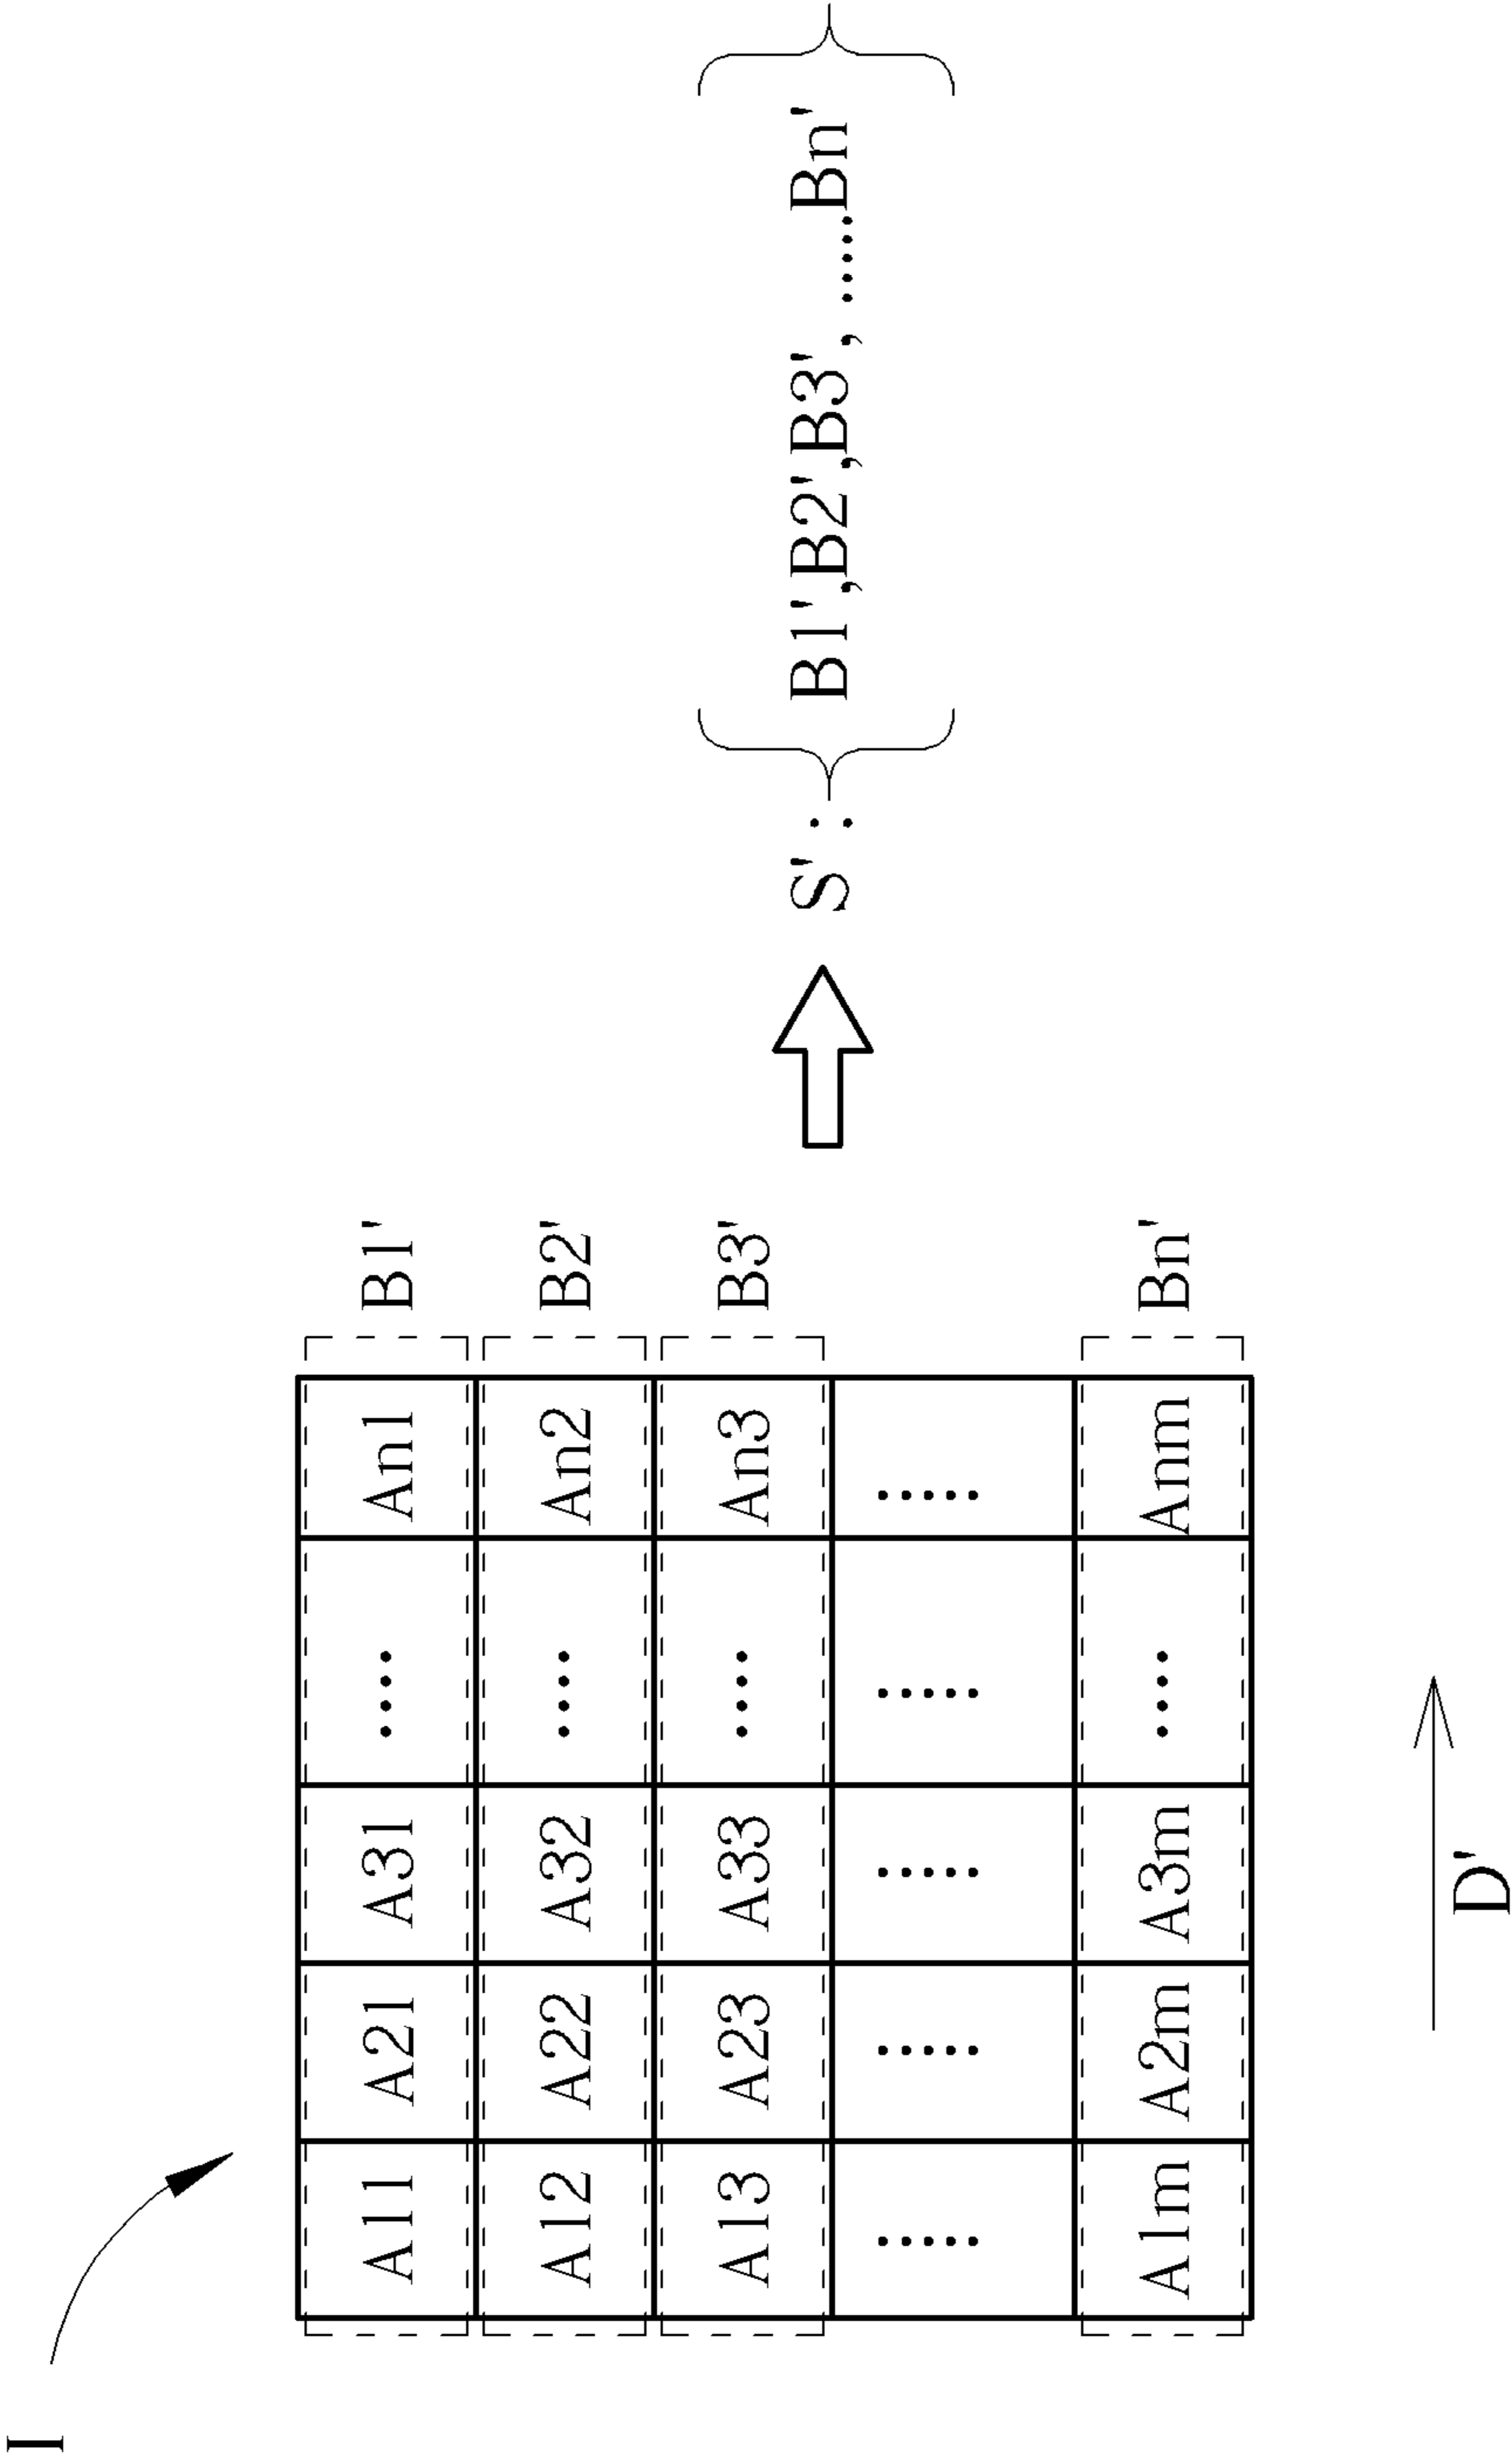 I
A11 A21 A31 .... An1 B1'
A12 A22 A32 .... An2 B2'
A13 A23 A33 .... An3 B3'
..... ..... ..... ..... .....
A1m A2m A3m .... Anm Bn'
S' : { B1',B2',B3', .....Bn' }
D'